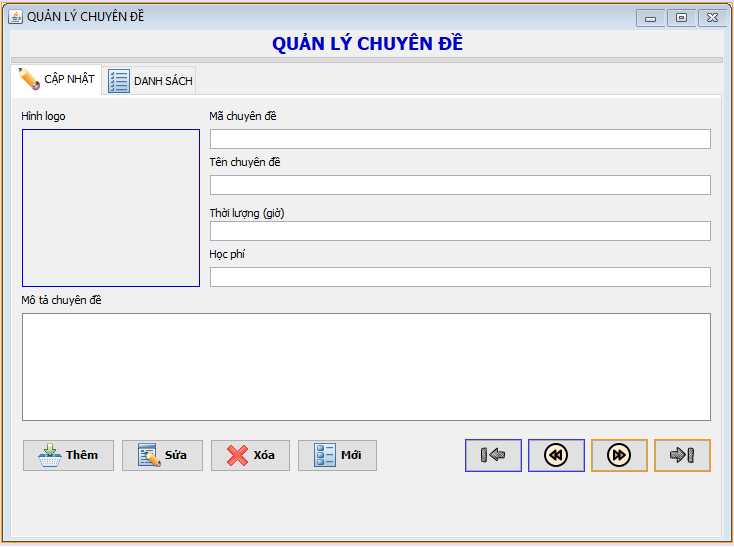 QUẢN LÝ CHUYÊN ĐỀ
QUẢN LÝ CHUYÊN ĐỀ
CẬP NHẬT
DANH SÁCH
Hình logo
Mã chuyên đề
Tên chuyên đề
Thời lượng (giờ)
Học phí
Mô tả chuyên đề
Thêm
Sửa
Xóa
Mới